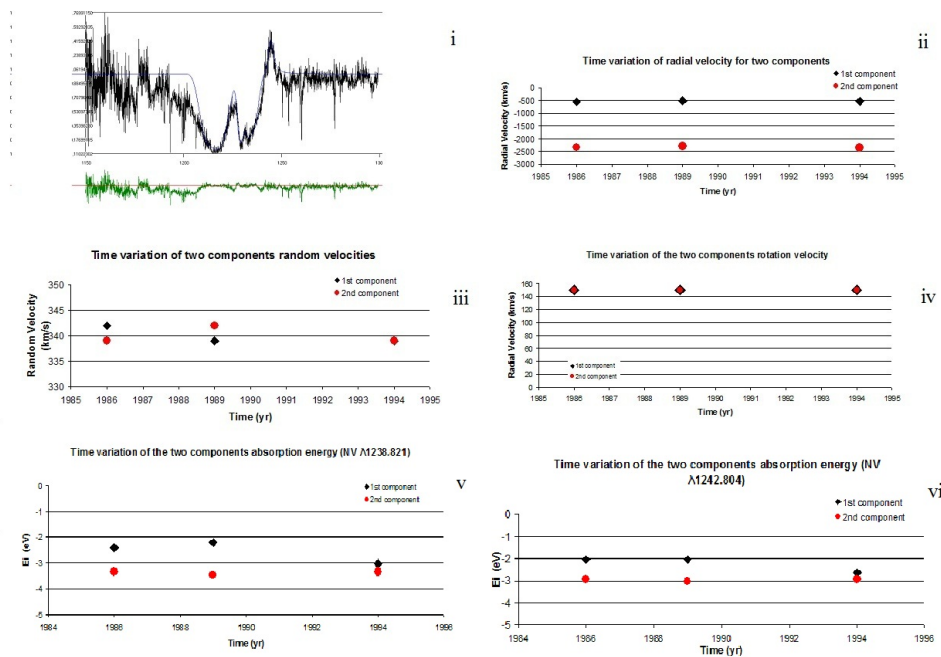 i
1150
1200
1250
130
ii
Time variation of radial velocity for two components
1st component
2nd component
Radial Velocity (km/s)
0
-500
-1000
-1500
-2000
-2500
-3000
1985 1986 1987 1988 1989 1990 1991 1992 1993 1994 1995
Time (yr)
Time variation of two components random velocities
1st component
2nd component
iii
Random Velocity
(km/s)
350
345
340
335
330
1985 1986 1987 1988 1989 1990 1991 1992 1993 1994 1995
Time (yr)
Time variation of the two components rotation velocity
iv
Radial Velocity (km/s)
160
140
120
100
80
60
40
20
0
1st component
2nd component
1985 1986 1987 1988 1989 1990 1991 1992 1993 1994 1995
Time (yr)
Time variation of the two components absorption energy (NV λ1238.821)
v
1st component
2nd component
Ei (eV)
0
-1
-2
-3
-4
-5
1984 1986 1988 1990 1992 1994 1996
Time (yr)
Time variation of the two components absorption energy (NV
λ1242.804)
vi
1st component
2nd component
Ei (eV)
0
-1
-2
-3
-4
-5
1984 1986 1988 1990 1992 1994 1996
Time (yr)